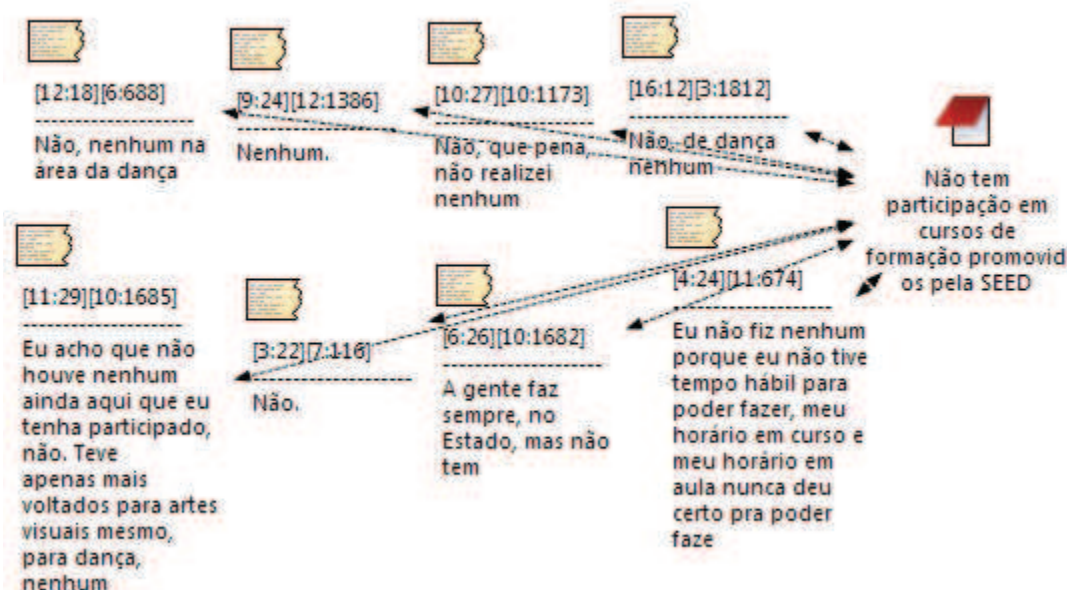 [12:18][6:688]
Não, nenhum na
área da dança
[9:24][12:1386]
Nenhum.
[10:27][10:1173]
Não, que pena,
não realizei
nenhum
[16:12][3:1812]
Não, de dança
nenhum
Não tem
participação em
cursos de
formação promovid
os pela SEED
[11:29][10:1685]
Eu acho que não
houve nenhum
ainda aqui que eu
tenha participado,
não. Teve
apenas mais
voltados para artes
visuais mesmo,
para dança,
nenhum
[3:22][7:116]
Não.
[6:26][10:1682]
A gente faz
sempre, no
Estado, mas não
tem
[4:24][11:674]
Eu não fiz nenhum
porque eu não tive
tempo hábil para
poder fazer, meu
horário em curso e
meu horário em
aula nunca deu
certo pra poder
faze